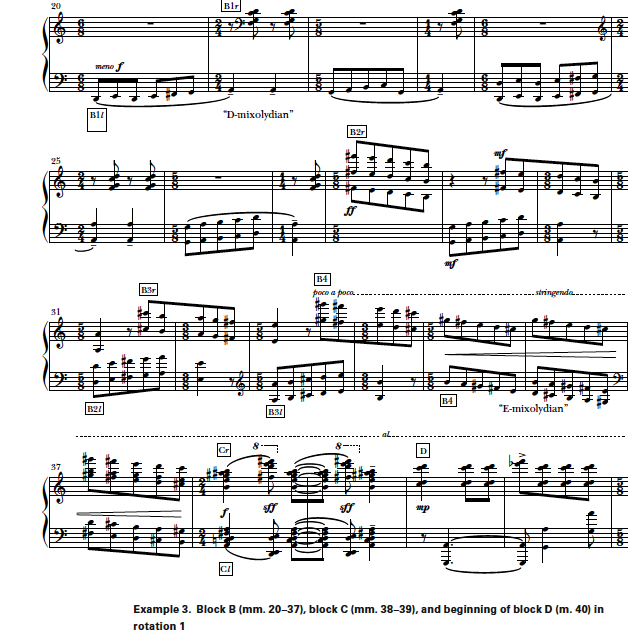 20
B1r
meno f
B1l
"D-mixolydian"
25
B2r
mf
ff
mf
31
B3r
B4
poco a poco
stringendo
B2l
B3l
B4
"E-mixolydian"
al
37
Cr
8
8
D
f
sff
sff
mp
Cl
Example 3. Block B (mm. 20–37), block C (mm. 38–39), and beginning of block D (m. 40) in
rotation 1